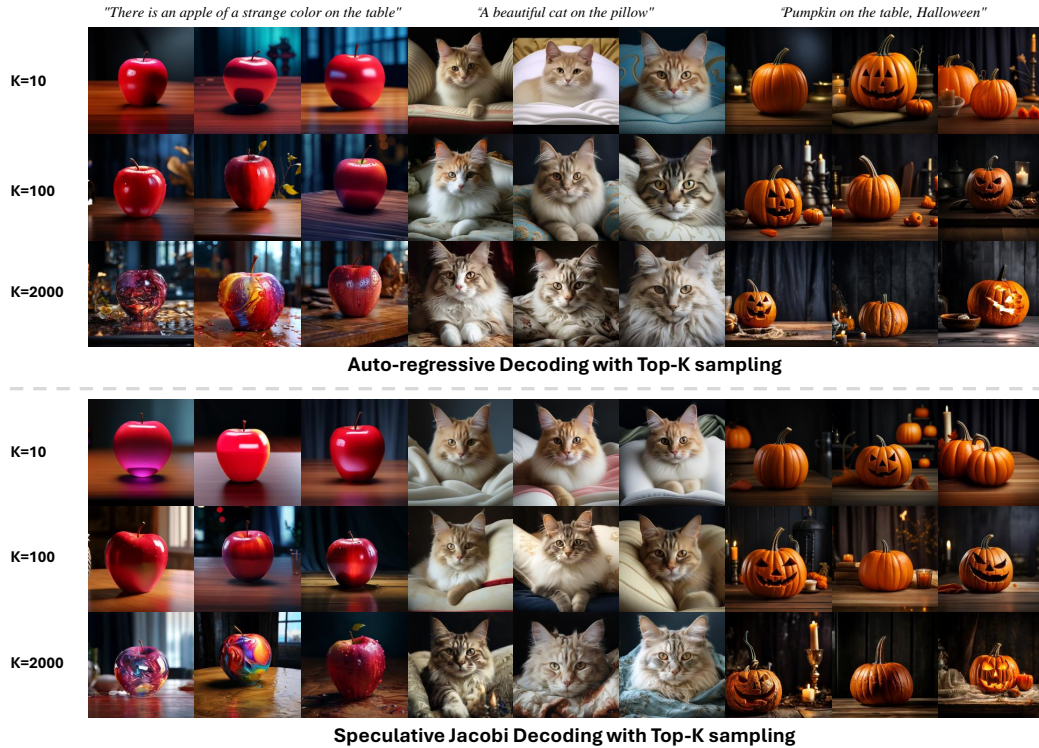 "There is an apple of a strange color on the table" "A beautiful cat on the pillow" "Pumpkin on the table, Halloween"
K=10
K=100
K=2000
Auto-regressive Decoding with Top-K sampling
K=10
K=100
K=2000
Speculative Jacobi Decoding with Top-K sampling